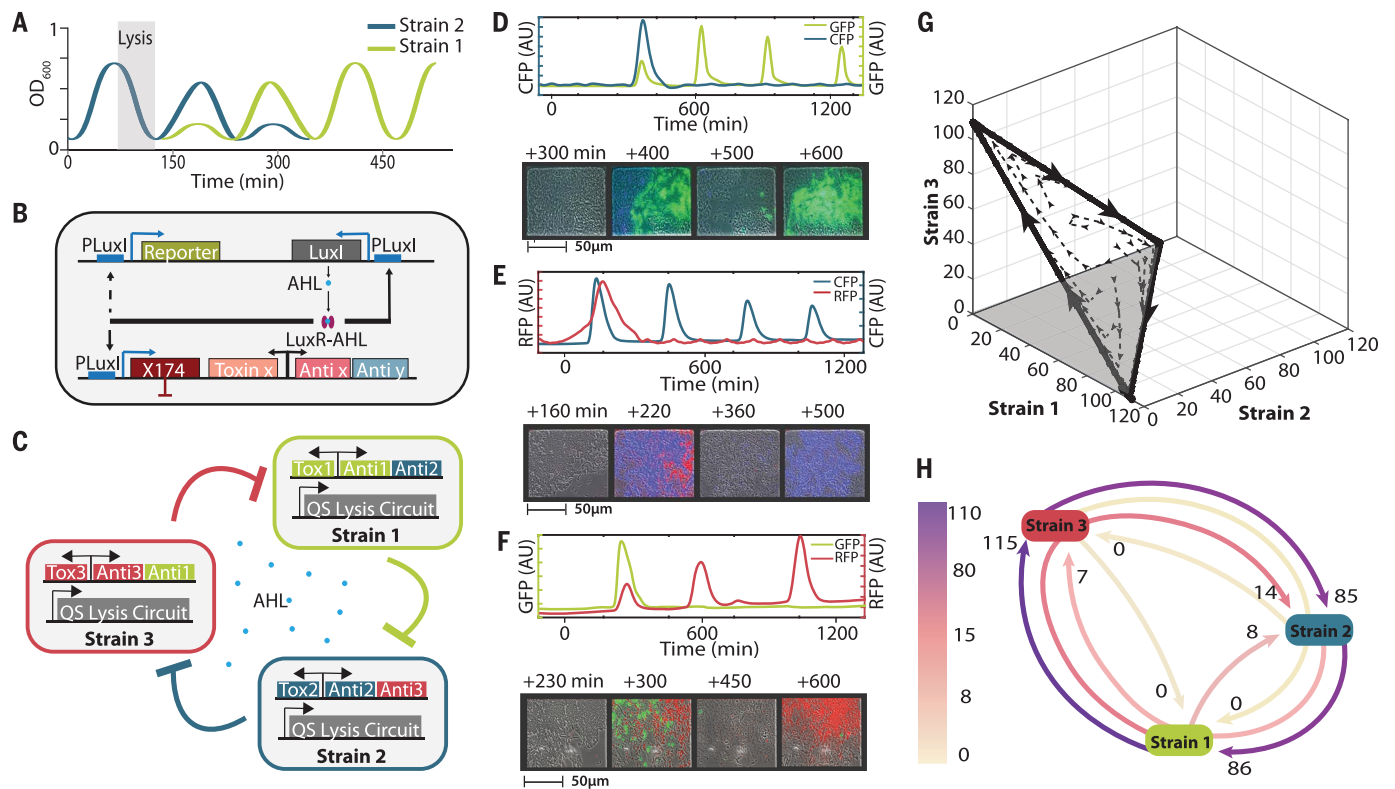 A
Strain 2
Strain 1
Lysis
OD600
1
0
0 150 300 450
Time (min)
B
PLuxI
Reporter
LuxI
PLuxI
AHL
LuxR-AHL
PLuxI
X174
Toxin x
Anti x
Anti y
C
Tox1 Anti1 Anti2
QS Lysis Circuit
Strain 1
Tox3 Anti3 Anti1
QS Lysis Circuit
Strain 3
AHL
Tox2 Anti2 Anti3
QS Lysis Circuit
Strain 2
D
CFP (AU)
GFP
CFP
GFP (AU)
0 600 1200
Time (min)
+300 min +400 +500 +600
50µm
E
RFP (AU)
CFP
RFP
CFP (AU)
0 600 1200
Time (min)
+160 min +220 +360 +500
50µm
F
GFP (AU)
GFP
RFP
RFP (AU)
0 600 1200
Time (min)
+230 min +300 +450 +600
50µm
G
120
100
80
60
40
20
0
Strain 3
0 20 40 60 80 100 120
Strain 1
0 20 40 60 80 100 120
Strain 2
H
110
80
15
8
0
Strain 3
115
0
7
14
85
Strain 2
8
0
0
Strain 1
86